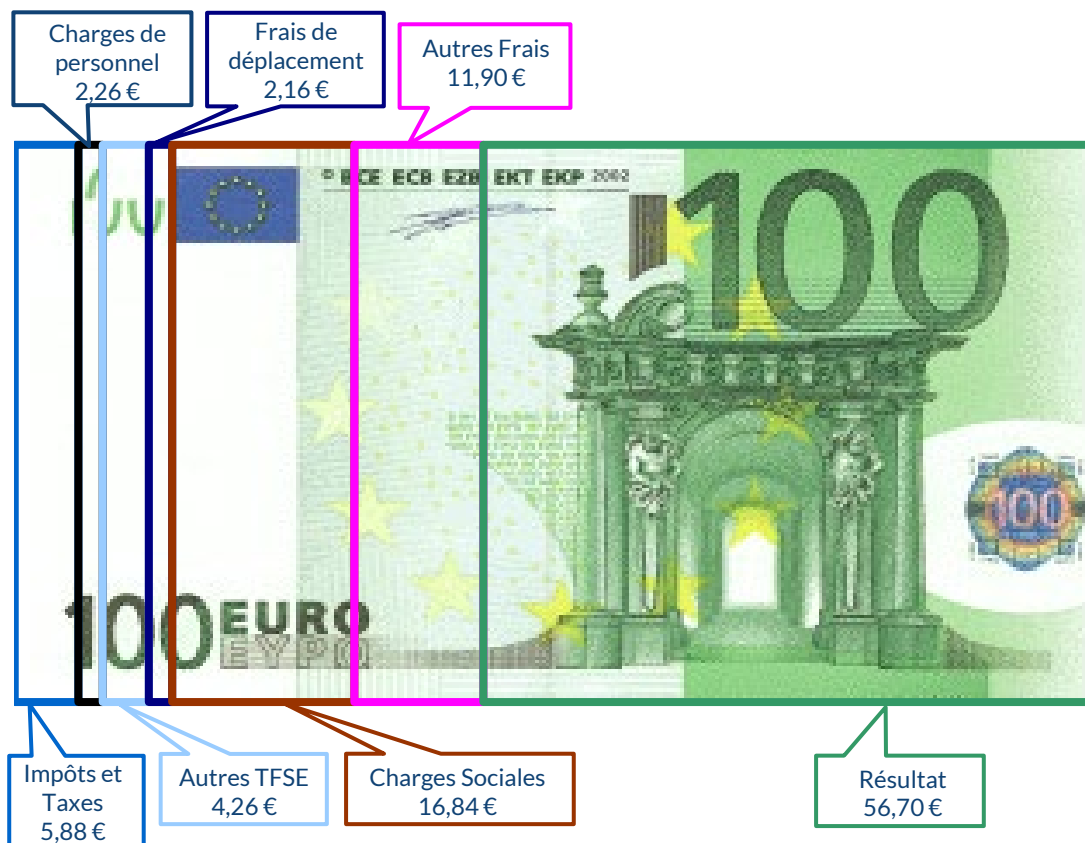 Charges de
personnel
2,26 €
Frais de
déplacement
2,16 €
Autres Frais
11,90 €
© BCE ECB EZB EKT EKP 2002
100
100
100 EURO
ΕΥΡΩ
Impôts et
Taxes
5,88 €
Autres TFSE
4,26 €
Charges Sociales
16,84 €
Résultat
56,70 €